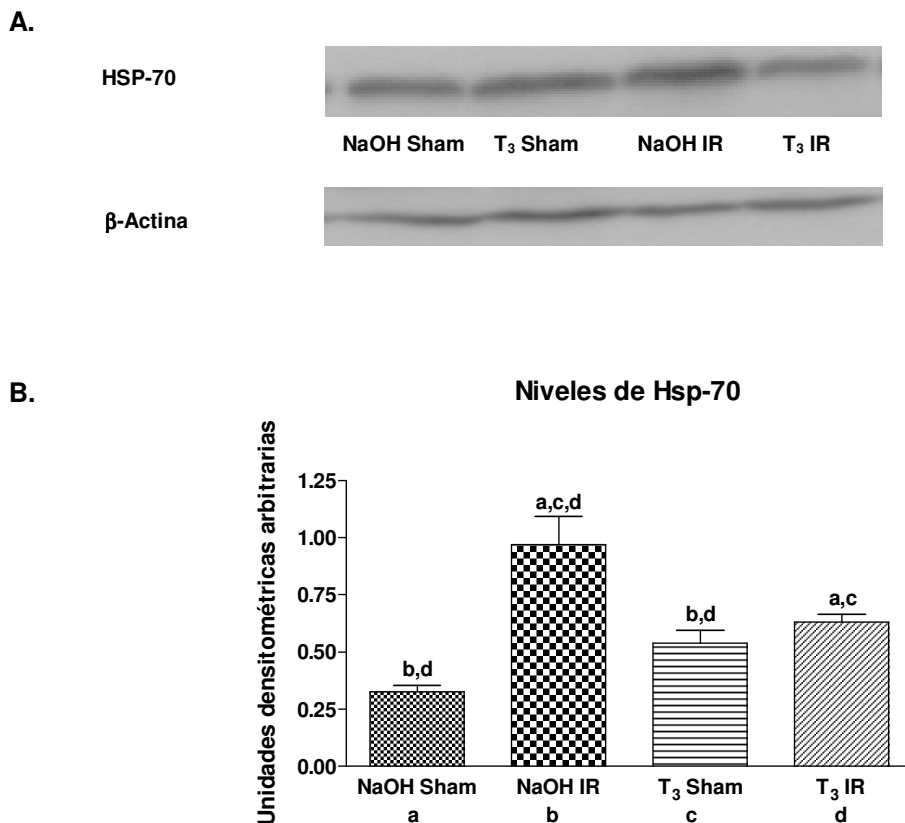 A.
HSP-70
NaOH Sham T₃ Sham NaOH IR T₃ IR
β-Actina
B.
Niveles de Hsp-70
Unidades densitométricas arbitrarias
1.25
1.00
0.75
0.50
0.25
0.00
b,d
a,c,d
b,d
a,c
NaOH Sham NaOH IR T₃ Sham T₃ IR
a b c d